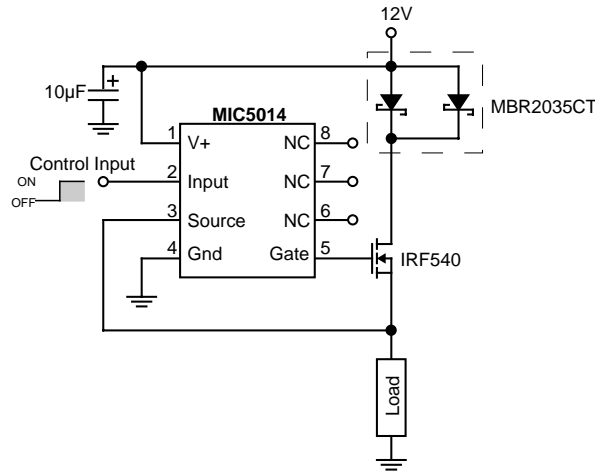 12V
10µF
+
MBR2035CT
MIC5014
1
V+
NC
8
Control Input
ON
OFF
2
Input
NC
7
3
Source
NC
6
4
Gnd
Gate
5
IRF540
Load